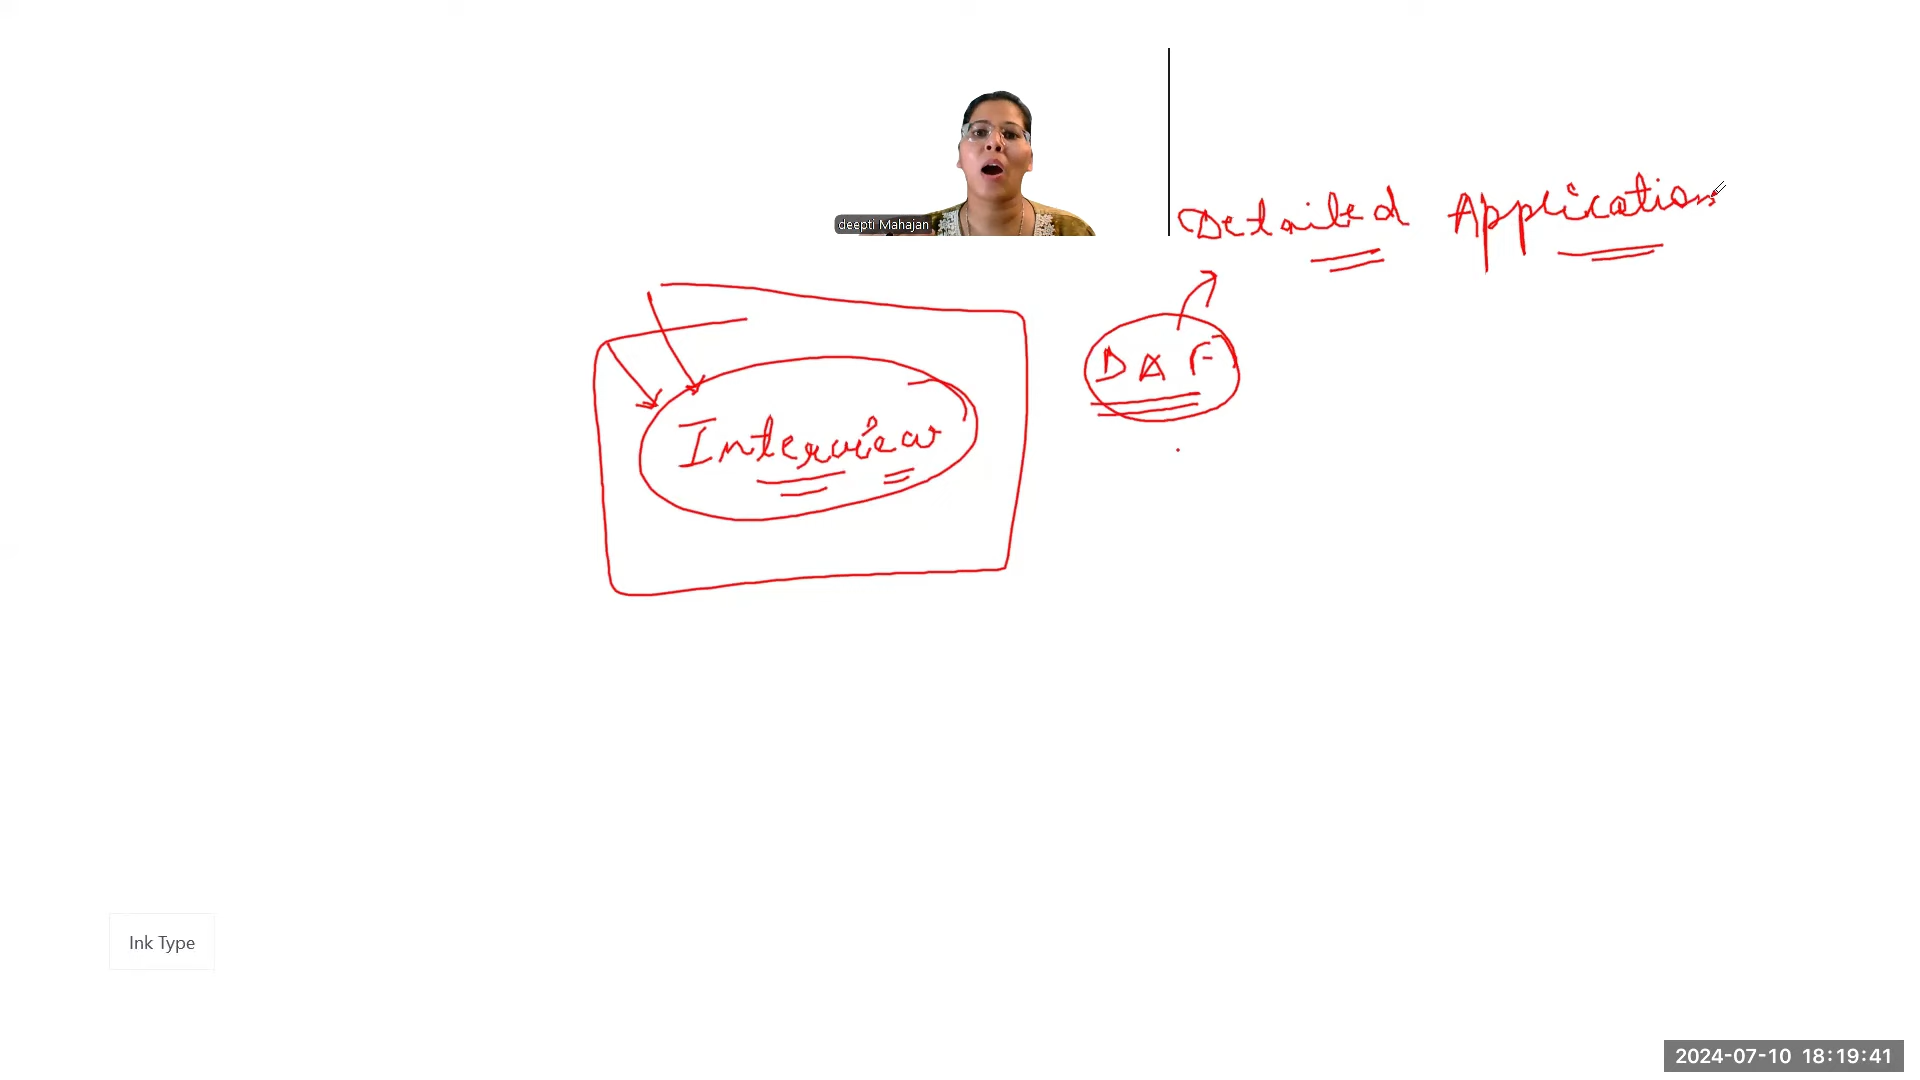 deepti Mahajan
Detailed Application
DAF
Interview
Ink Type
2024-07-10 18:19:41